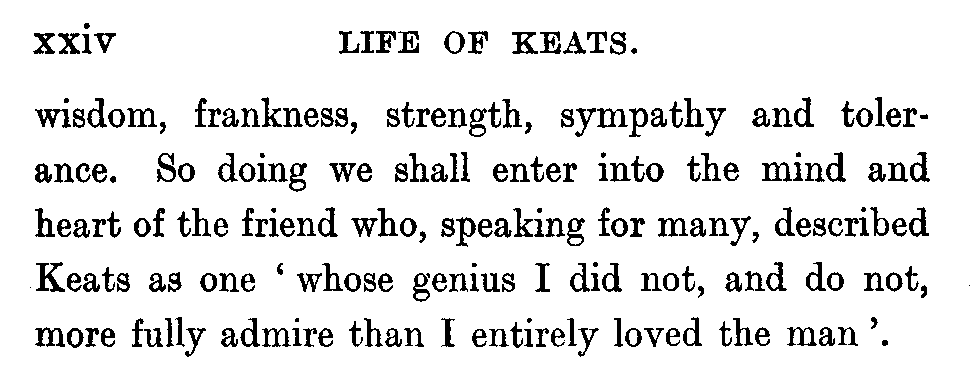 xxiv LIFE OF KEATS.
wisdom, frankness, strength, sympathy and toler-
ance. So doing we shall enter into the mind and
heart of the friend who, speaking for many, described
Keats as one ‘ whose genius I did not, and do not,
more fully admire than I entirely loved the man ’.